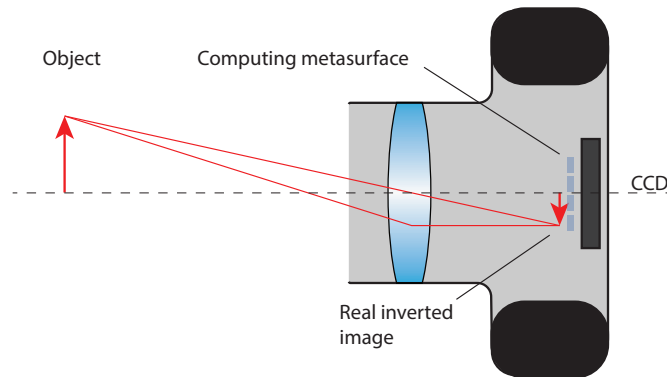 Object
Computing metasurface
CCD
Real inverted
image